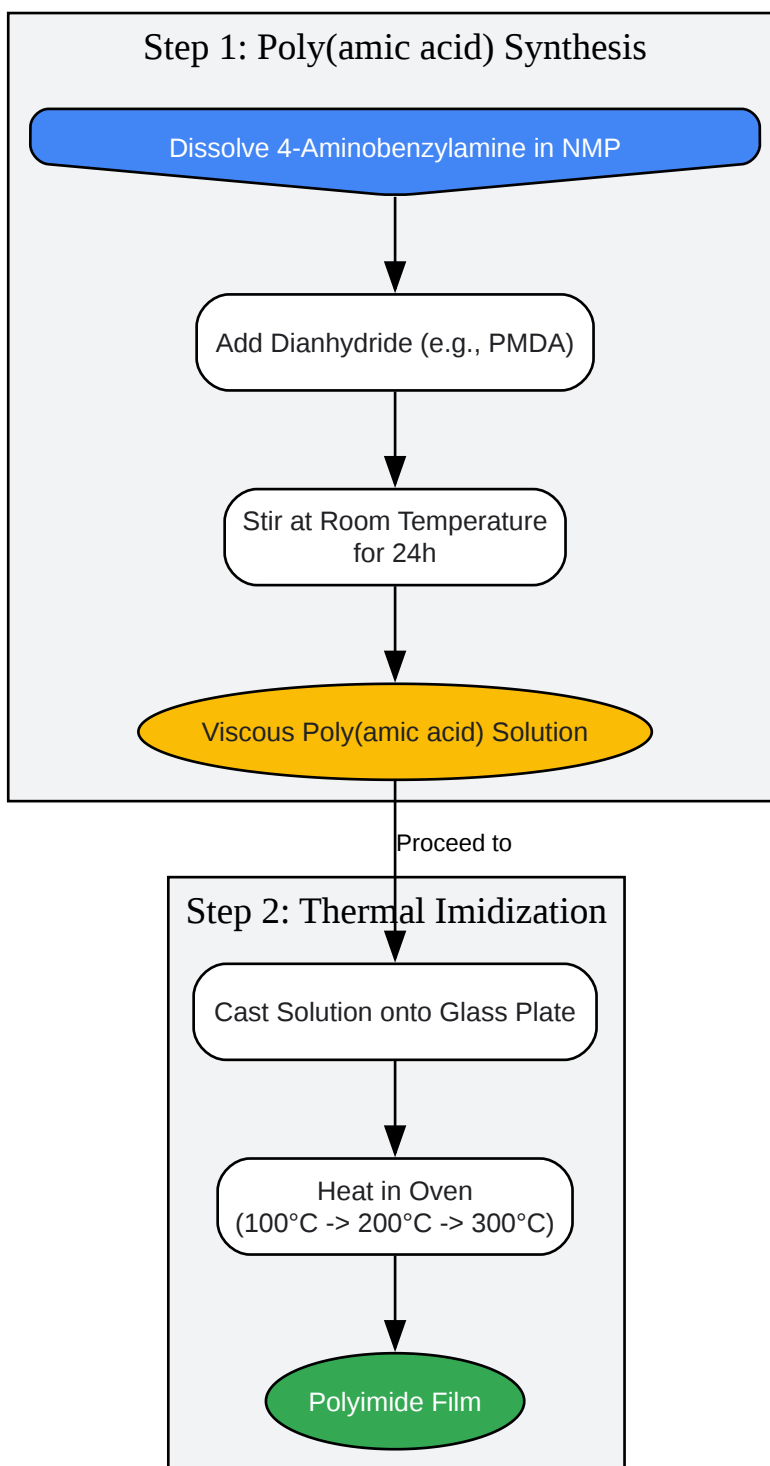 Step 1: Poly(amic acid) Synthesis
Dissolve 4-Aminobenzylamine in NMP
Add Dianhydride (e.g., PMDA)
Stir at Room Temperature
for 24h
Viscous Poly(amic acid) Solution
Proceed to
Step 2: Thermal Imidization
Cast Solution onto Glass Plate
Heat in Oven
(100°C -> 200°C -> 300°C)
Polyimide Film